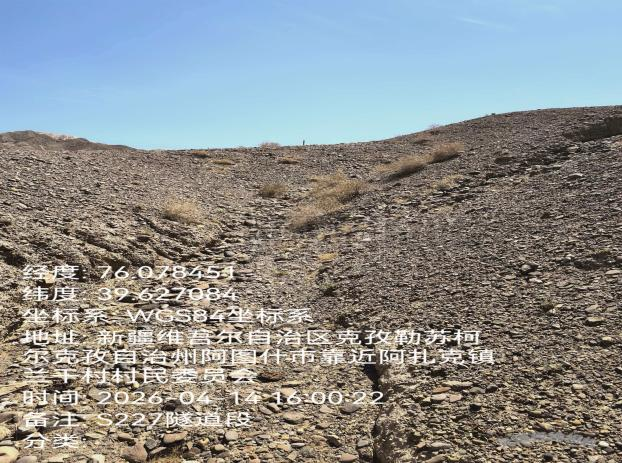 经度: 76.078451
纬度: 39.627084
坐标系: WGS84坐标系
地址: 新疆维吾尔自治区克孜勒苏柯
尔克孜自治州阿图什市靠近阿扎克镇
兰干村村民委员会
时间: 2026-04-14 16:00:22
备注: S227隧道段
分类: